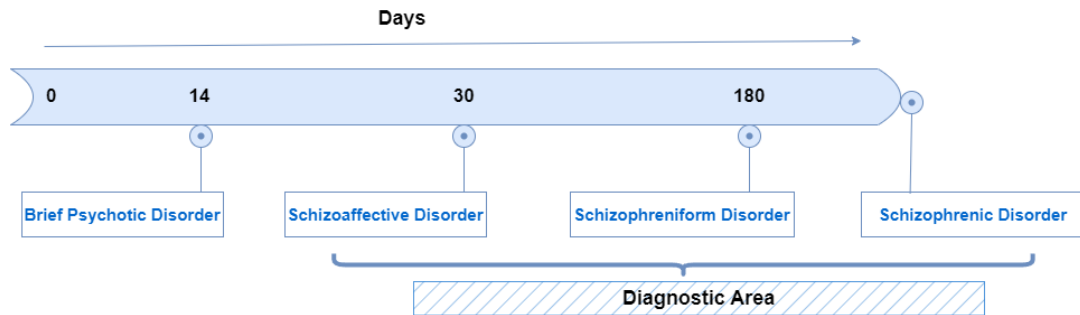 Days
0 14 30 180
Brief Psychotic Disorder Schizoaffective Disorder Schizophreniform Disorder Schizophrenic Disorder
Diagnostic Area